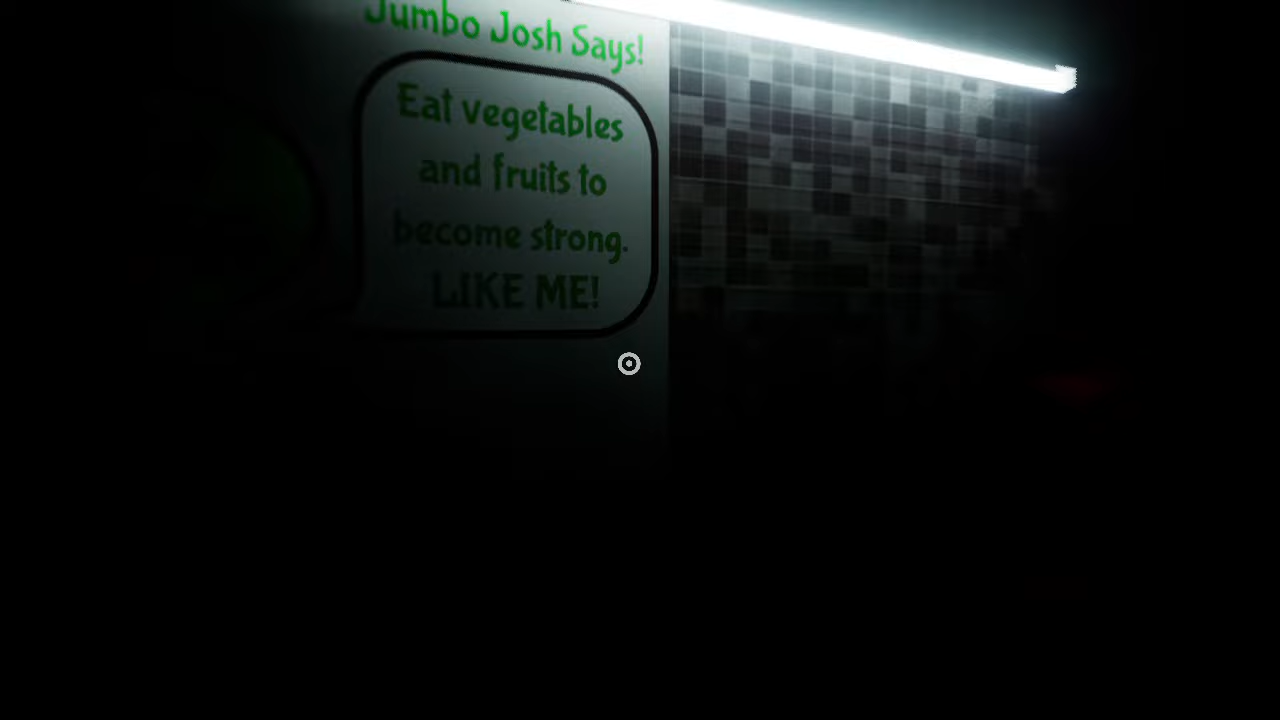 Jumbo Josh Says!
Eat vegetables
and fruits to
become strong.
LIKE ME!